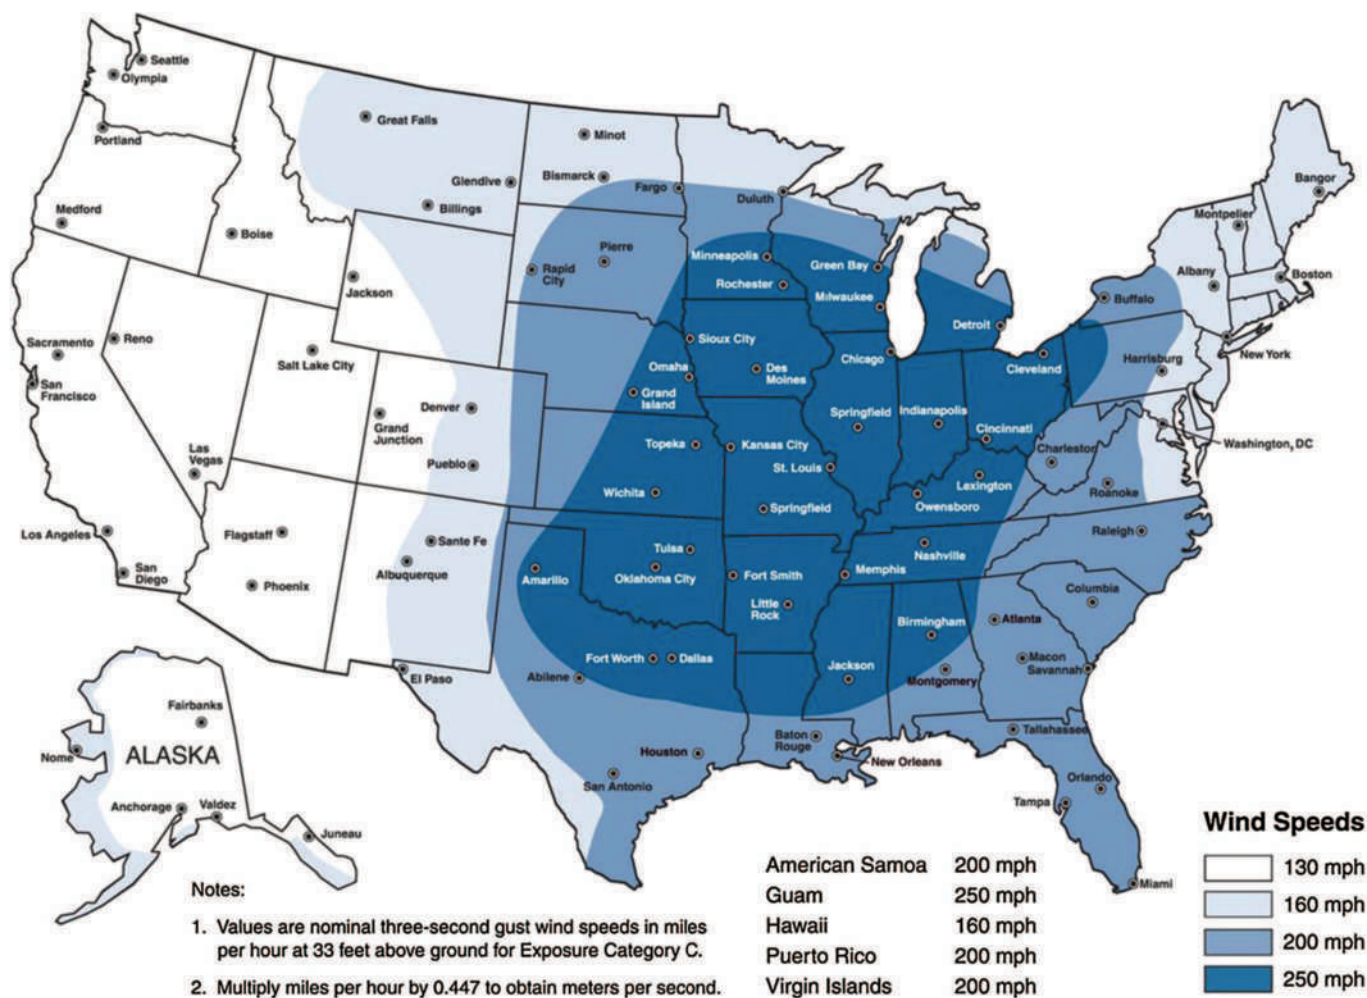 Seattle
Olympia
Portland
Great Falls
Minot
Glendive
Bismarck
Fargo
Duluth
Bangor
Medford
Billings
Montpelier
Boise
Pierre
Minneapolis
Green Bay
Albany
Boston
Jackson
Rapid
City
Rochester
Milwaukee
Buffalo
Detroit
Sacramento
Reno
Sioux City
Chicago
Cleveland
Harrisburg
New York
San
Francisco
Salt Lake City
Omaha
Des
Moines
Denver
Grand
Junction
Grand
Island
Springfield
Indianapolis
Cincinnati
Washington, DC
Las
Vegas
Pueblo
Topeka
Kansas City
St. Louis
Charleston
Lexington
Roanoke
Wichita
Springfield
Owensboro
Los Angeles
Flagstaff
Sante Fe
Tulsa
Nashville
Raleigh
San
Diego
Phoenix
Albuquerque
Amarillo
Oklahoma City
Fort Smith
Memphis
Little
Rock
Columbia
Birmingham
Atlanta
El Paso
Abilene
Fort Worth
Dallas
Jackson
Montgomery
Macon
Savannah
Fairbanks
Nome
ALASKA
Houston
Baton
Rouge
New Orleans
Tallahassee
San Antonio
Orlando
Tampa
Anchorage
Valdez
Juneau
Miami
Wind Speeds
130 mph
160 mph
200 mph
250 mph
American Samoa 200 mph
Guam 250 mph
Hawaii 160 mph
Puerto Rico 200 mph
Virgin Islands 200 mph
Notes:
1. Values are nominal three-second gust wind speeds in miles
per hour at 33 feet above ground for Exposure Category C.
2. Multiply miles per hour by 0.447 to obtain meters per second.